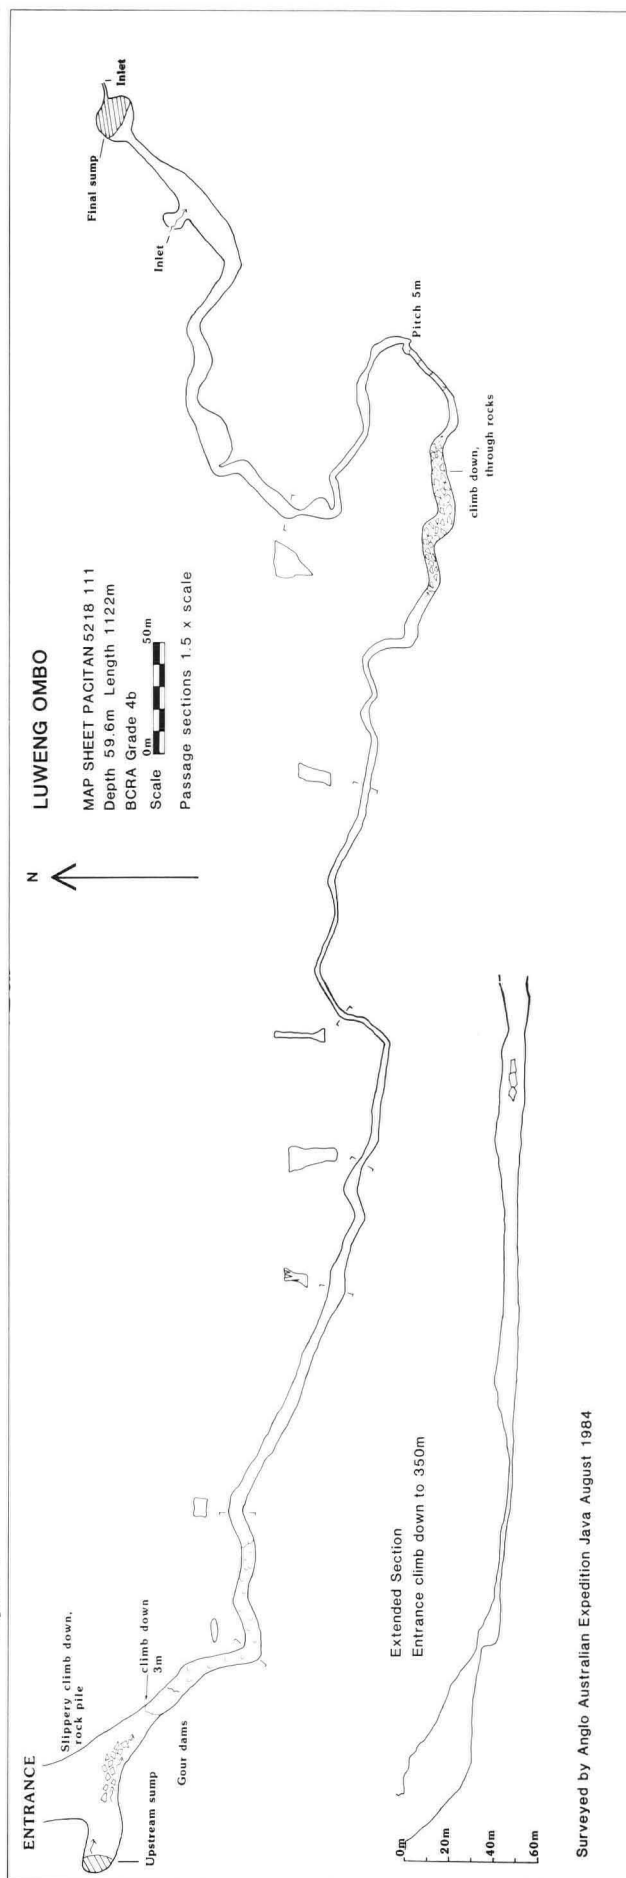 LUWENG OMBO
MAP SHEET PACITAN 5218 111
Depth 59.6m Length 1122m
BCRA Grade 4b
Scale 0m 50m
Passage sections 1.5 x scale
N
ENTRANCE
Slippery climb down,
rock pile
climb down
3m
Upstream sump
Gour dams
climb down,
through rocks
Pitch 5m
Inlet
Final sump
Inlet
Extended Section
Entrance climb down to 350m
0m
20m
40m
60m
Surveyed by Anglo Australian Expedition Java August 1984